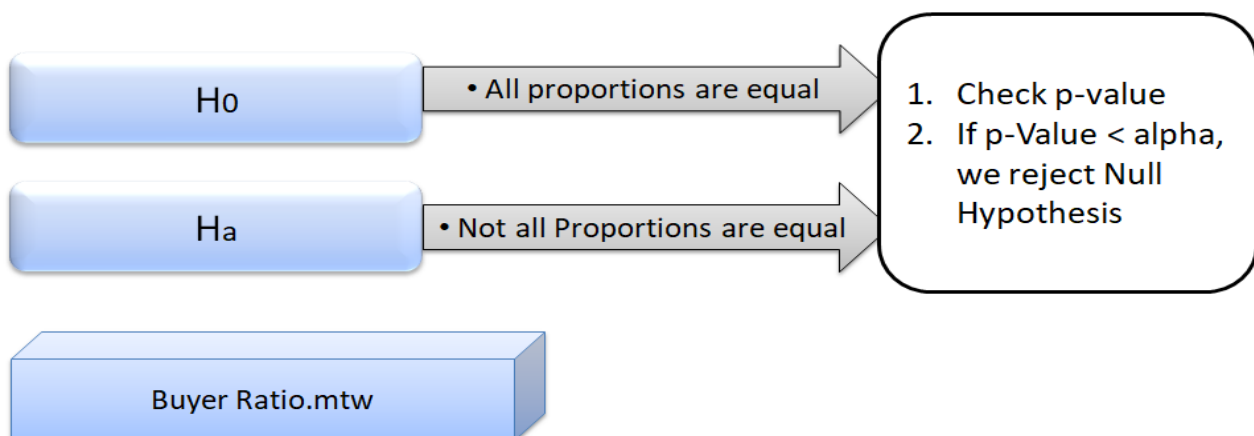 H0
• All proportions are equal
Ha
• Not all Proportions are equal
1. Check p-value
2. If p-Value < alpha,
we reject Null
Hypothesis
Buyer Ratio.mtw